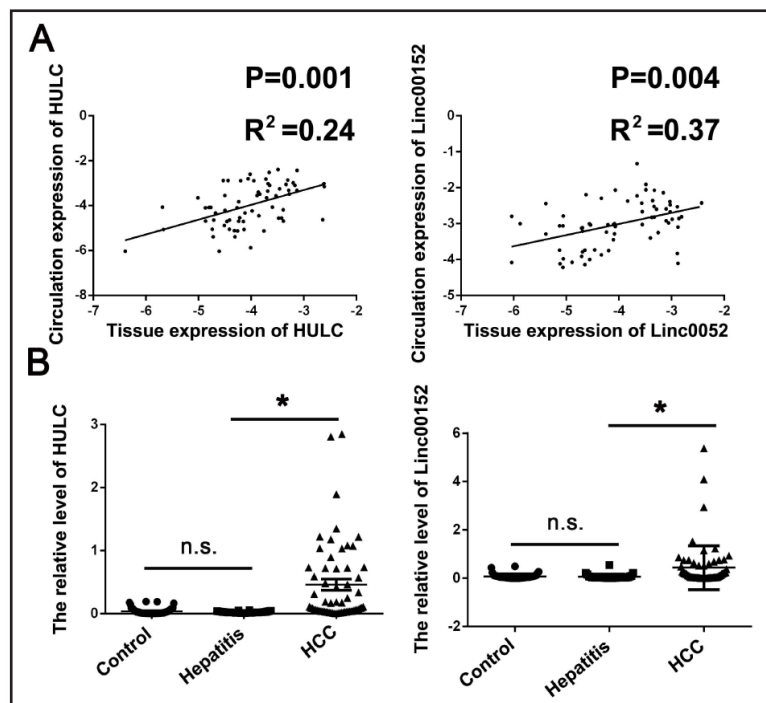 A
P=0.001
R² =0.24
Circulation expression of HULC
0
-2
-4
-6
-8
-7
-6
-5
-4
-3
-2
Tissue expression of HULC
P=0.004
R² =0.37
Circulation expression of Linc00152
0
-1
-2
-3
-4
-5
-7
-6
-5
-4
-3
-2
Tissue expression of Linc0052
B
The relative level of HULC
3
2
1
0
n.s.
*
Control
Hepatitis
HCC
The relative level of Linc00152
6
4
2
0
-2
n.s.
*
Control
Hepatitis
HCC